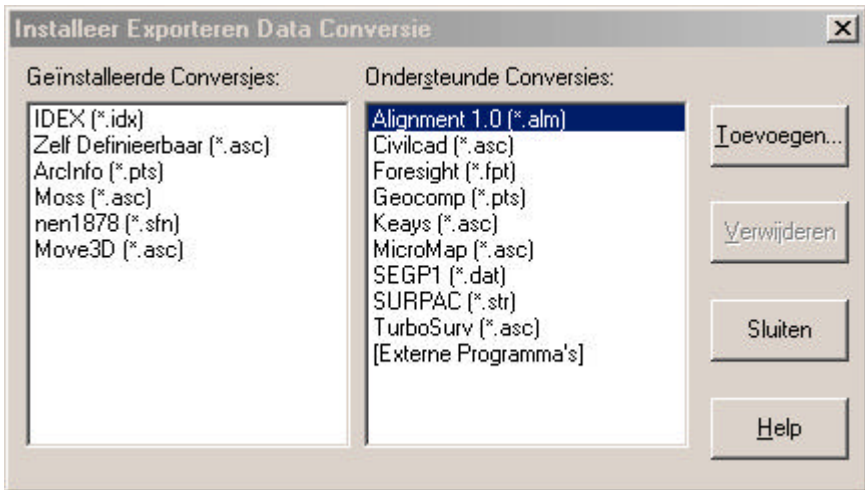 Installeer Exporteren Data Conversie
Geïnstalleerde Conversies:
IDEX (*.idx)
Zelf Definieerbaar (*.asc)
ArcInfo (*.pts)
Moss (*.asc)
nen1878 (*.sfn)
Move3D (*.asc)
Ondersteunde Conversies:
Alignment 1.0 (*.alm)
Civilcad (*.asc)
Foresight (*.fpt)
Geocomp (*.pts)
Keays (*.asc)
MicroMap (*.asc)
SEGP1 (*.dat)
SURPAC (*.str)
TurboSurv (*.asc)
[Externe Programma's]
Toevoegen...
Verwijderen
Sluiten
Help